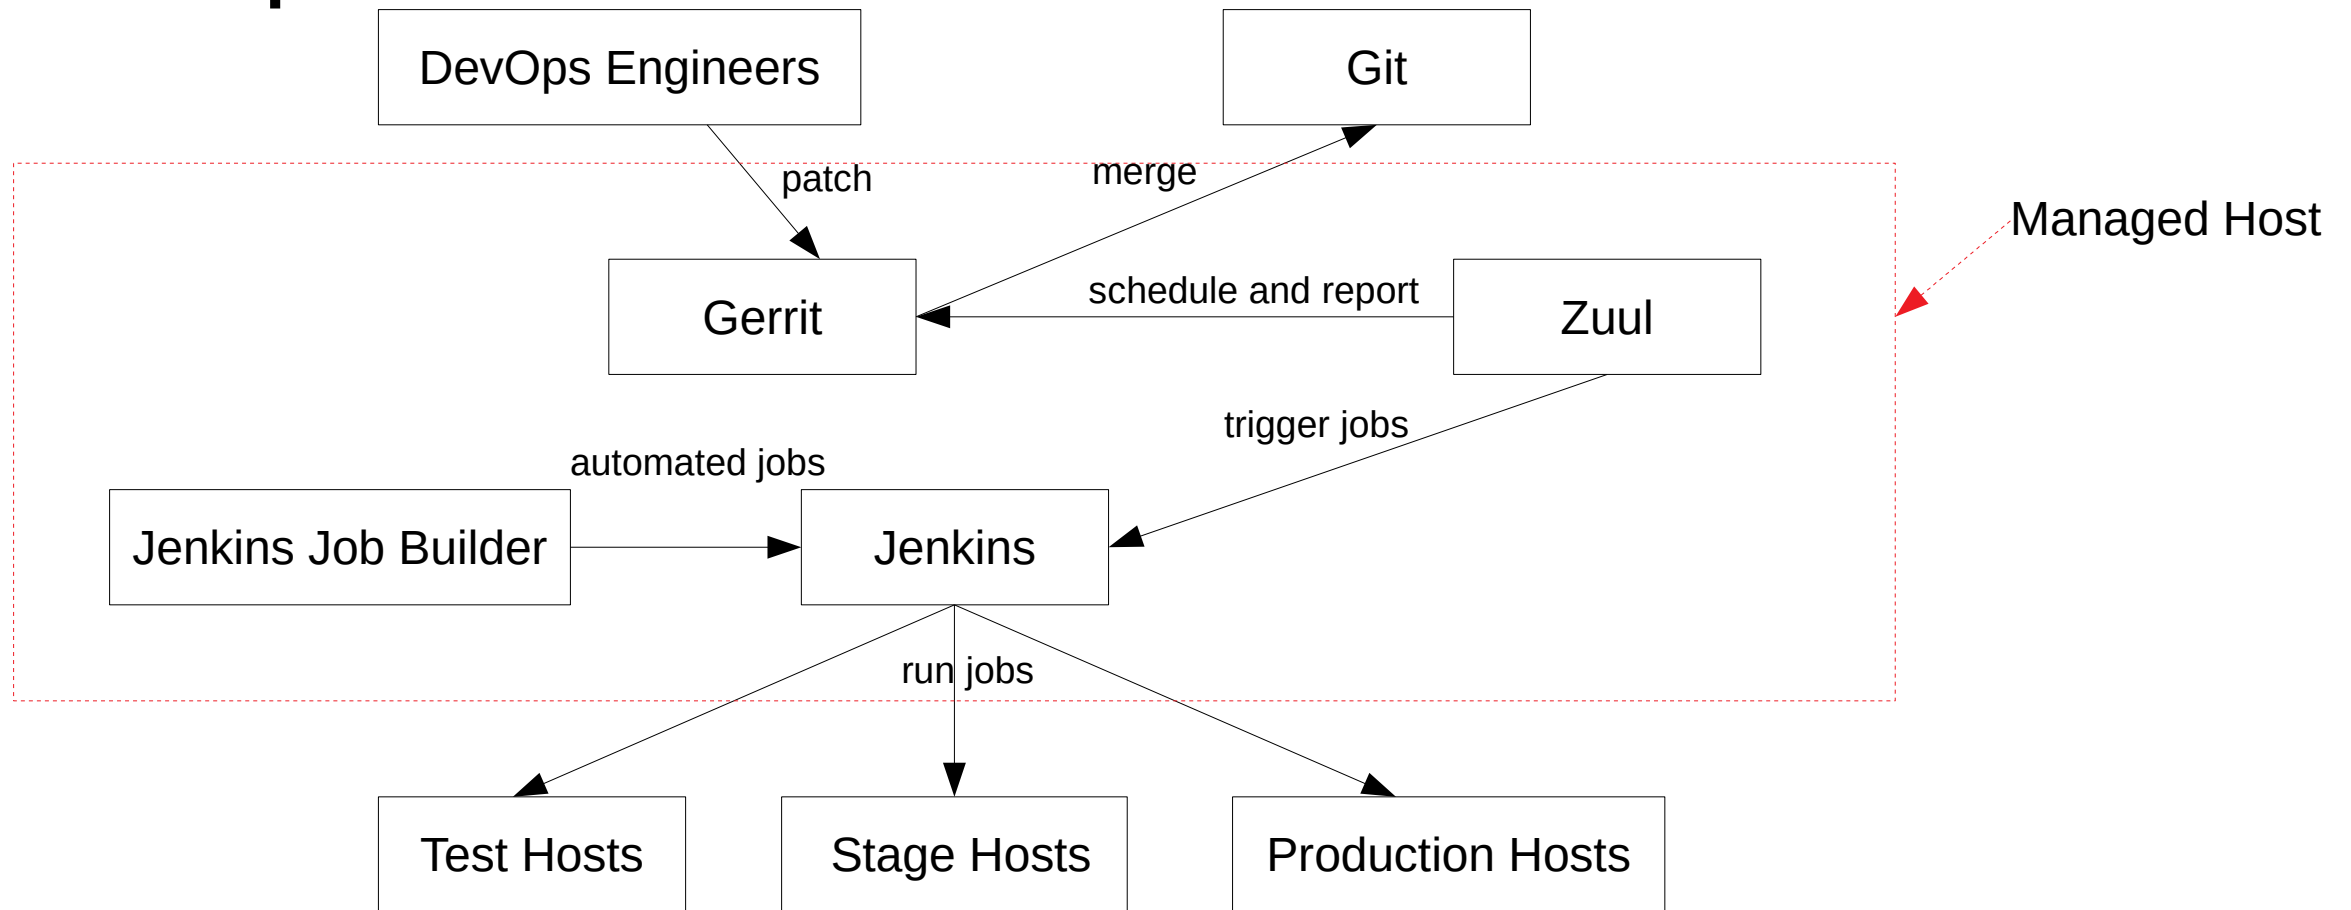 DevOps Engineers
Git
patch
merge
Managed Host
schedule and report
Gerrit
Zuul
trigger jobs
automated jobs
Jenkins Job Builder
Jenkins
run jobs
Test Hosts
Stage Hosts
Production Hosts